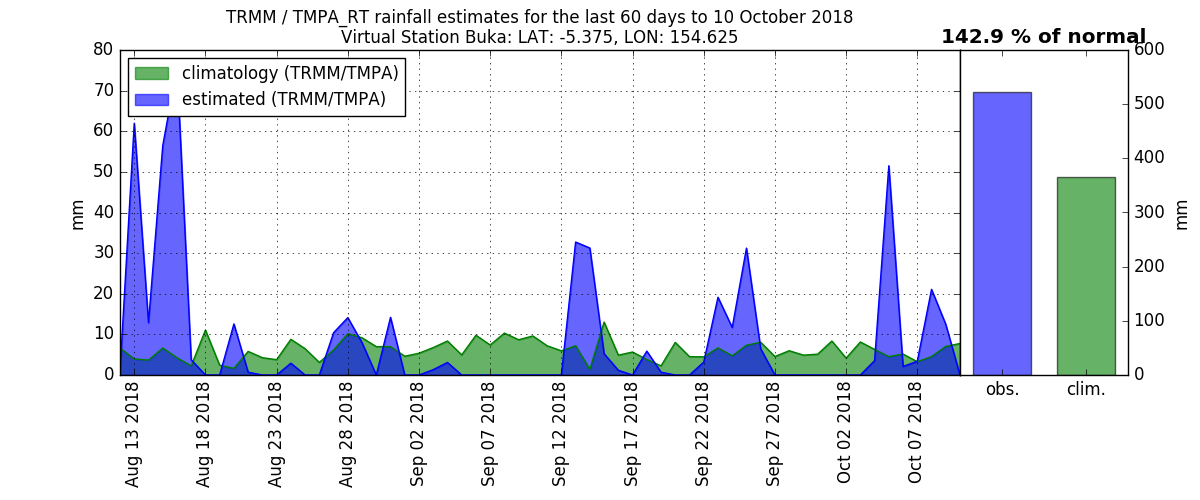 TRMM / TMPA_RT rainfall estimates for the last 60 days to 10 October 2018
Virtual Station Buka: LAT: -5.375, LON: 154.625
142.9 % of normal
climatology (TRMM/TMPA)
estimated (TRMM/TMPA)
80
70
60
50
40
30
20
10
0
mm
Aug 13 2018
Aug 18 2018
Aug 23 2018
Aug 28 2018
Sep 02 2018
Sep 07 2018
Sep 12 2018
Sep 17 2018
Sep 22 2018
Sep 27 2018
Oct 02 2018
Oct 07 2018
obs.
clim.
600
500
400
300
200
100
0
mm